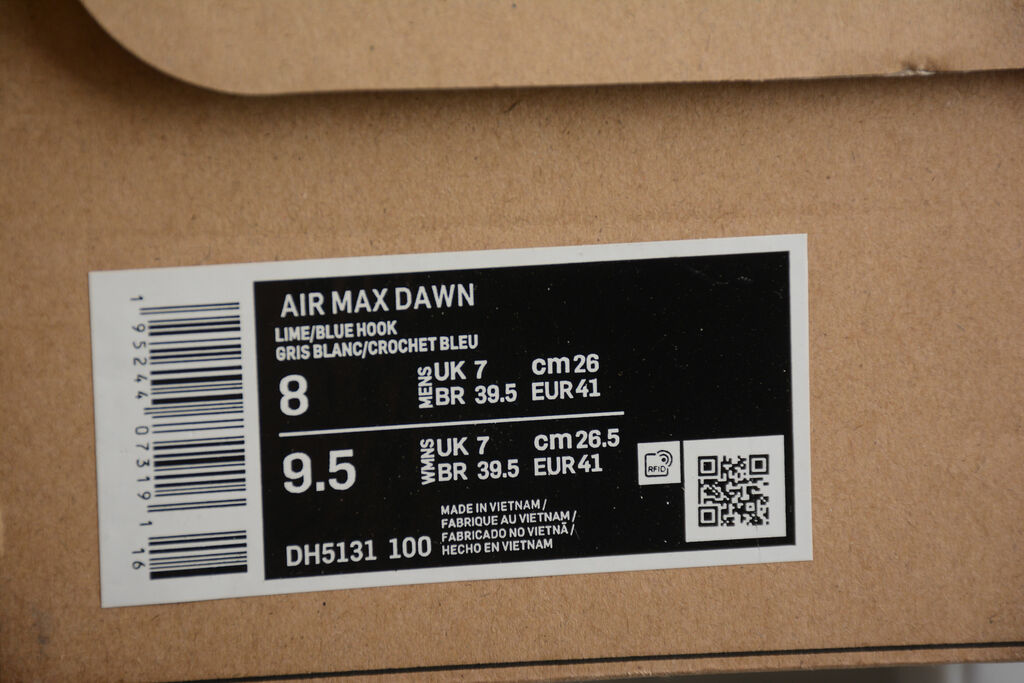 1 95244 07319 1 16
AIR MAX DAWN
LIME/BLUE HOOK
GRIS BLANC/CROCHET BLEU
8 MENS UK 7 cm 26
BR 39.5 EUR 41
9.5 WMNS UK 7 cm 26.5
BR 39.5 EUR 41
RFID
MADE IN VIETNAM /
FABRIQUE AU VIETNAM /
FABRICADO NO VIETNÃ /
HECHO EN VIETNAM
DH5131 100